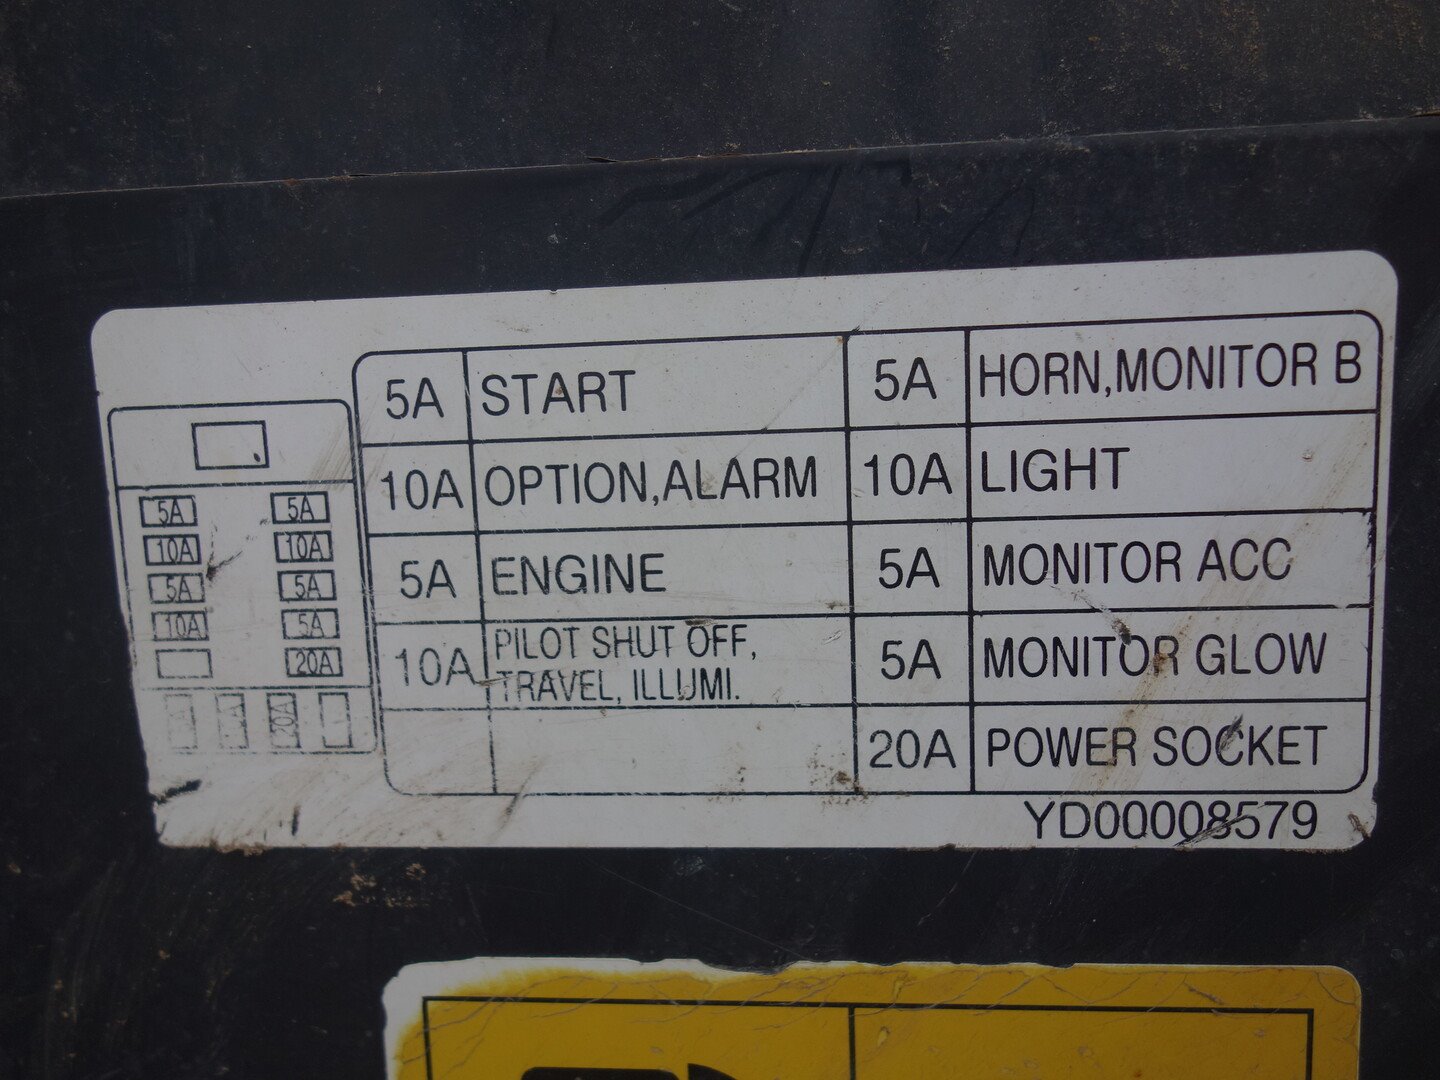 5A START 5A HORN,MONITOR B
10A OPTION,ALARM 10A LIGHT
5A ENGINE 5A MONITOR ACC
10A PILOT SHUT OFF,
TRAVEL, ILLUMI.
5A MONITOR GLOW
20A POWER SOCKET
YD00008579
5A 5A
10A 10A
5A 5A
10A 5A
20A
20A